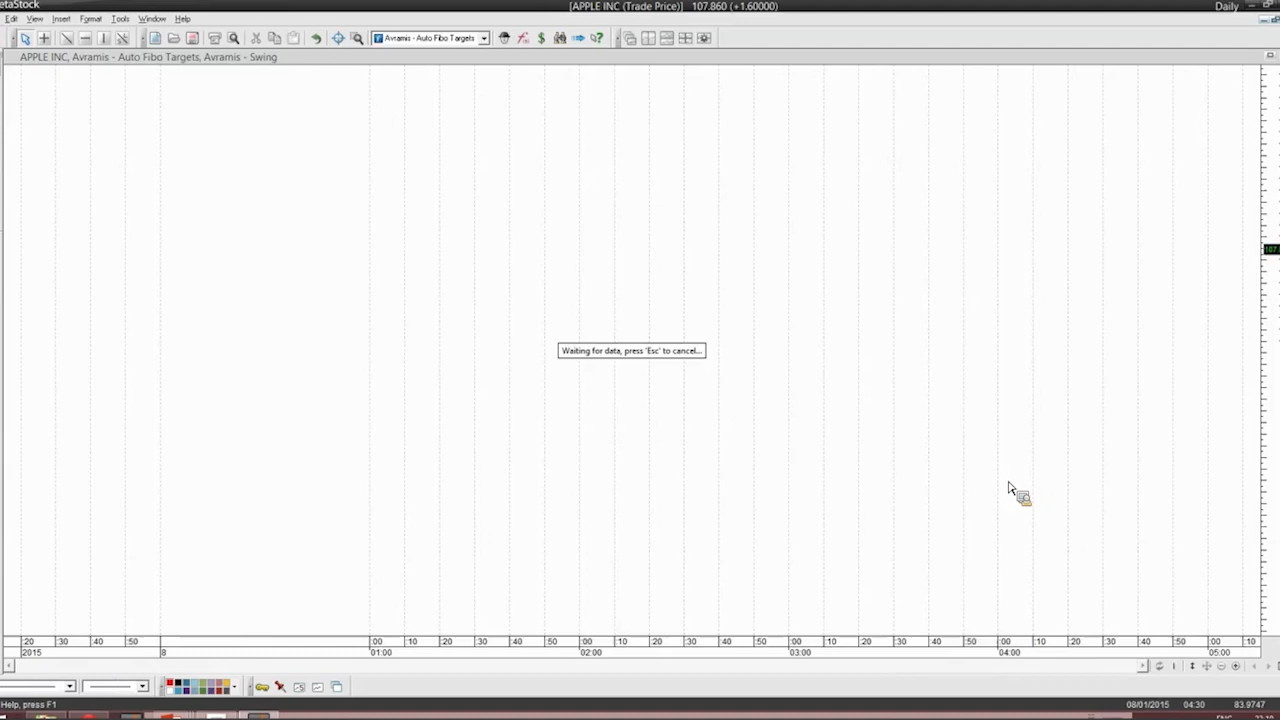 etaStock
[APPLE INC (Trade Price)] 107.860 (+1.60000)
Daily
Edit View Insert Format Tools Window Help
Avramis - Auto Fibo Targets
APPLE INC, Avramis - Auto Fibo Targets, Avramis - Swing
107
Waiting for data, press 'Esc' to cancel...
:20 :30 :40 :50 :00 :10 :20 :30 :40 :50 :00 :10 :20 :30 :40 :50 :00 :10 :20 :30 :40 :50 :00 :10 :20 :30 :40 :50 :00 :10
2015 8 01:00 02:00 03:00 04:00 05:00
Help, press F1
08/01/2015 04:30 83.9747